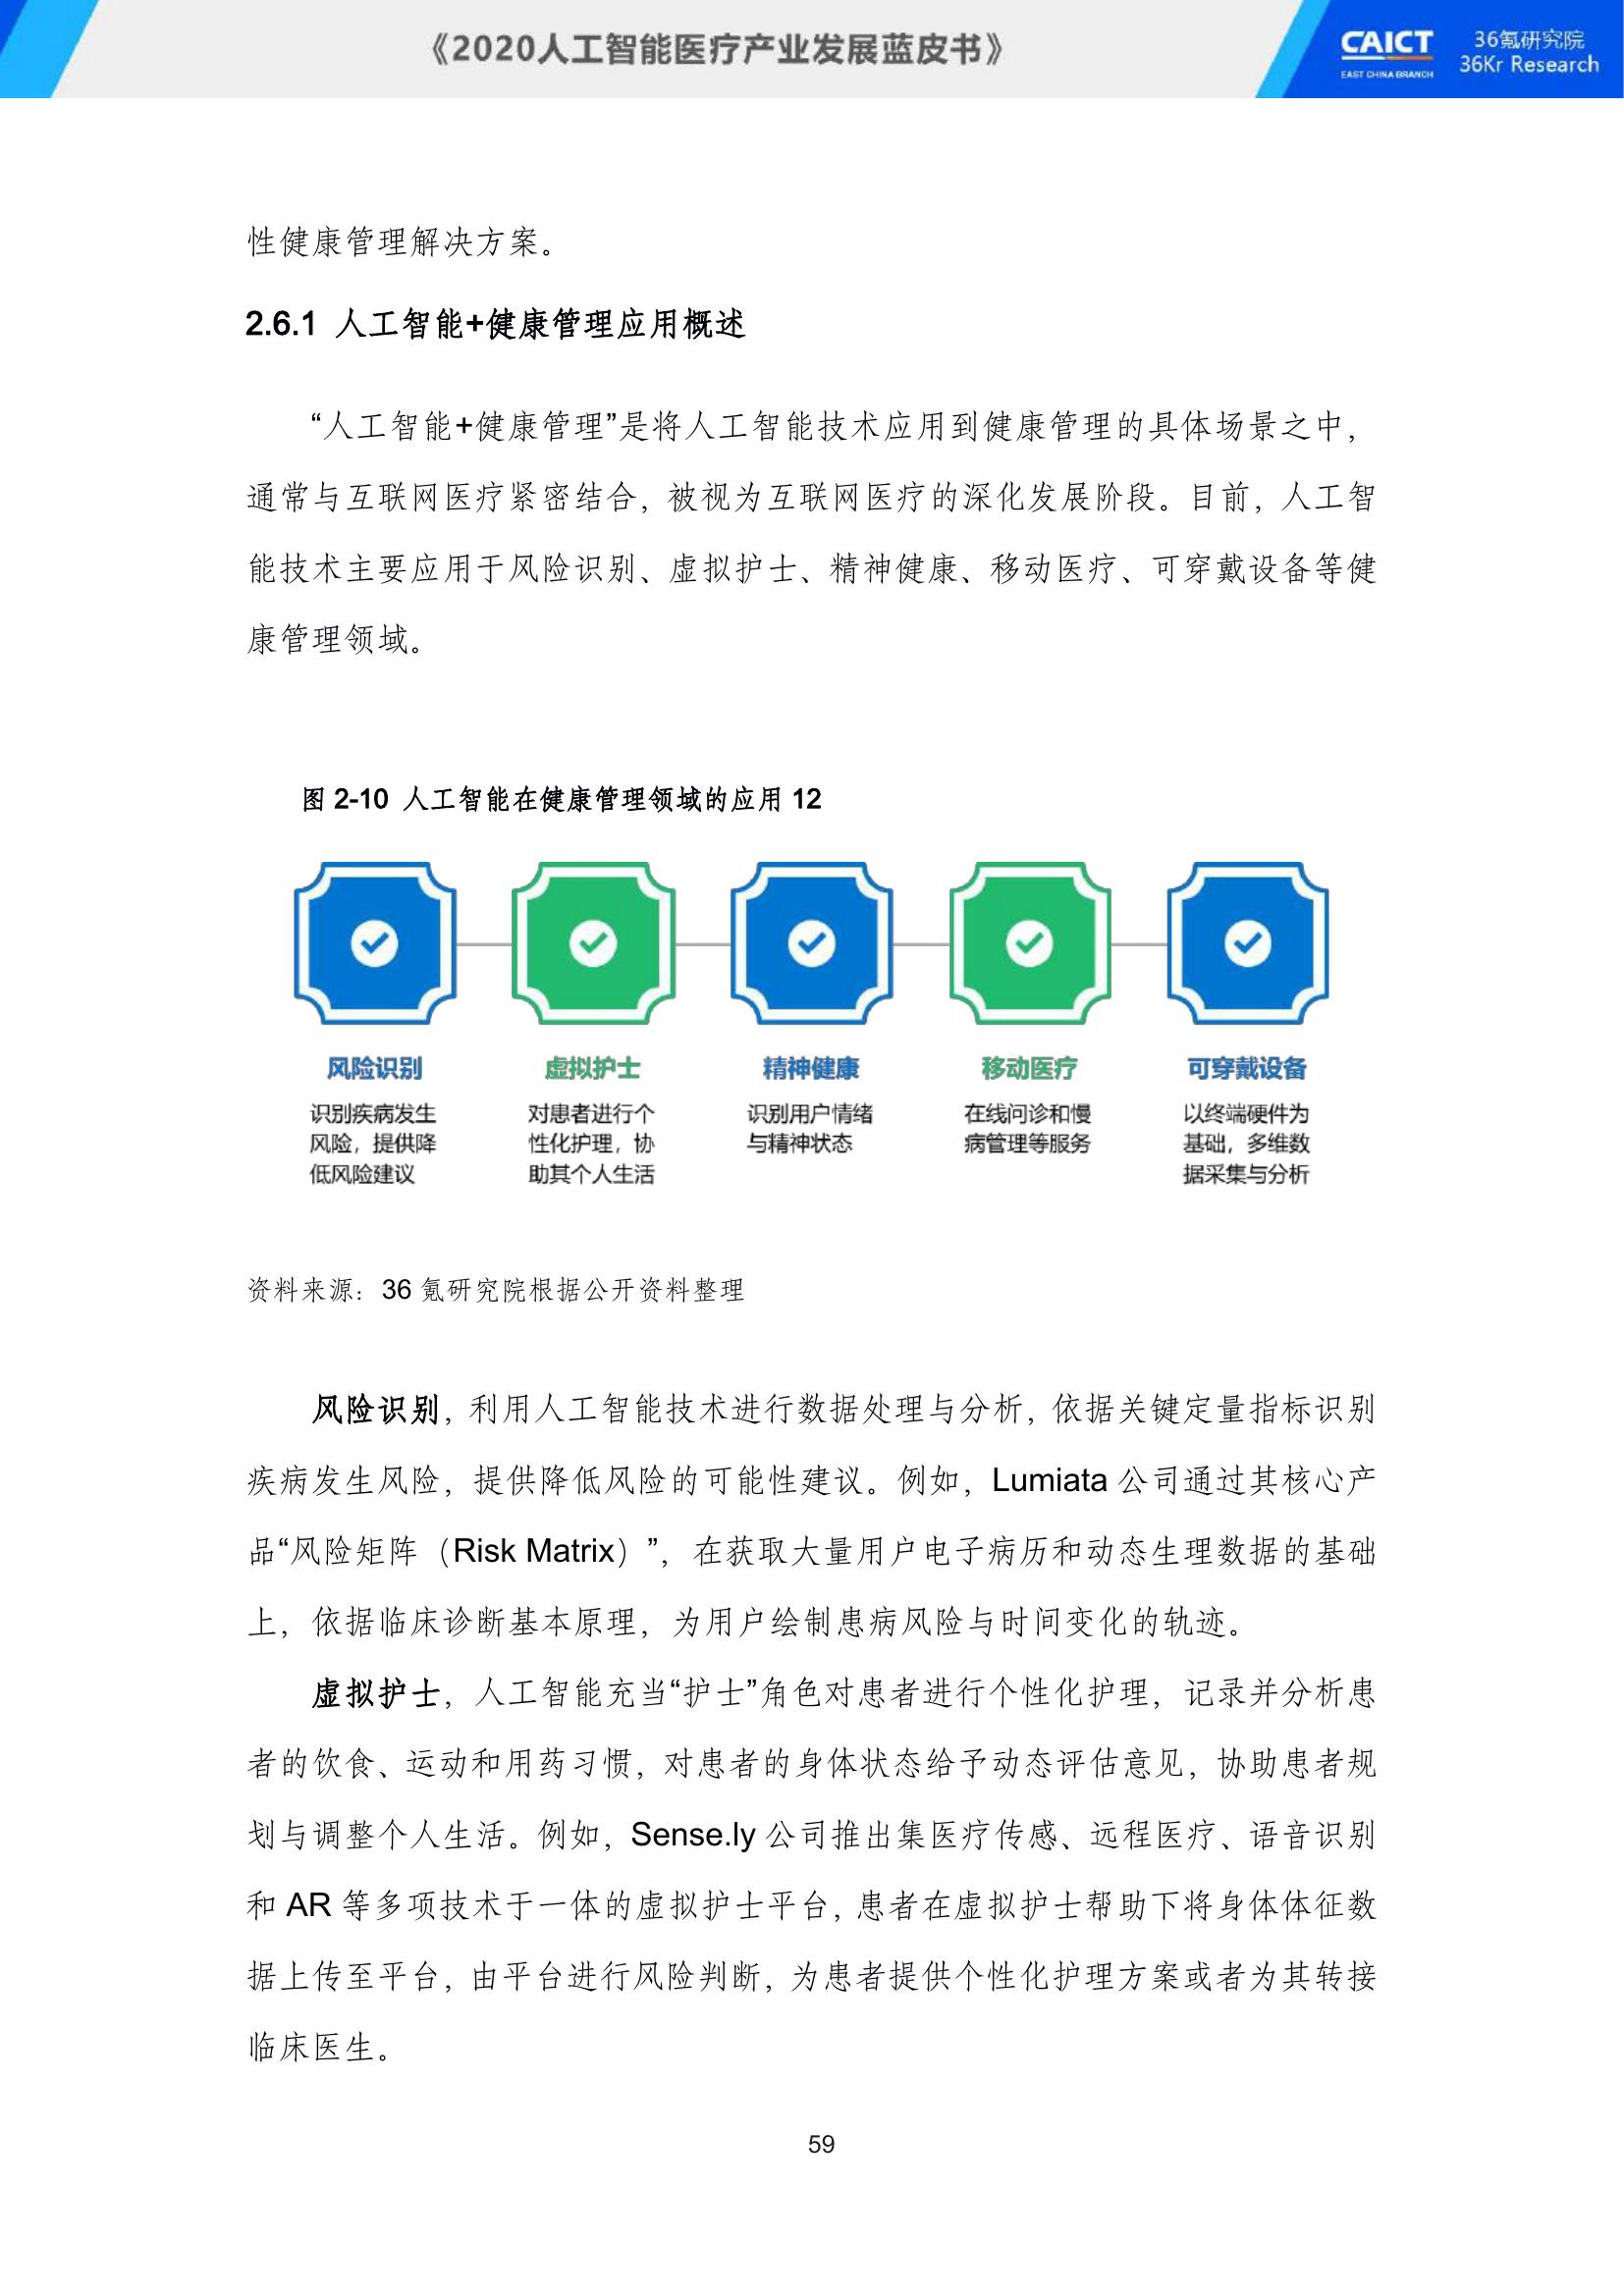 《2020人工智能医疗产业发展蓝皮书》
CAICT
EAST CHINA BRANCH
36氪研究院
36Kr Research
性健康管理解决方案。
2.6.1 人工智能+健康管理应用概述
“人工智能+健康管理”是将人工智能技术应用到健康管理的具体场景之中，
通常与互联网医疗紧密结合，被视为互联网医疗的深化发展阶段。目前，人工智
能技术主要应用于风险识别、虚拟护士、精神健康、移动医疗、可穿戴设备等健
康管理领域。
图 2-10 人工智能在健康管理领域的应用 12
风险识别
识别疾病发生
风险，提供降
低风险建议
虚拟护士
对患者进行个
性化护理，协
助其个人生活
精神健康
识别用户情绪
与精神状态
移动医疗
在线问诊和慢
病管理等服务
可穿戴设备
以终端硬件为
基础，多维数
据采集与分析
资料来源：36 氪研究院根据公开资料整理
风险识别，利用人工智能技术进行数据处理与分析，依据关键定量指标识别
疾病发生风险，提供降低风险的可能性建议。例如，Lumiata 公司通过其核心产
品“风险矩阵（Risk Matrix）”，在获取大量用户电子病历和动态生理数据的基础
上，依据临床诊断基本原理，为用户绘制患病风险与时间变化的轨迹。
虚拟护士，人工智能充当“护士”角色对患者进行个性化护理，记录并分析患
者的饮食、运动和用药习惯，对患者的身体状态给予动态评估意见，协助患者规
划与调整个人生活。例如，Sense.ly 公司推出集医疗传感、远程医疗、语音识别
和 AR 等多项技术于一体的虚拟护士平台，患者在虚拟护士帮助下将身体体征数
据上传至平台，由平台进行风险判断，为患者提供个性化护理方案或者为其转接
临床医生。
59